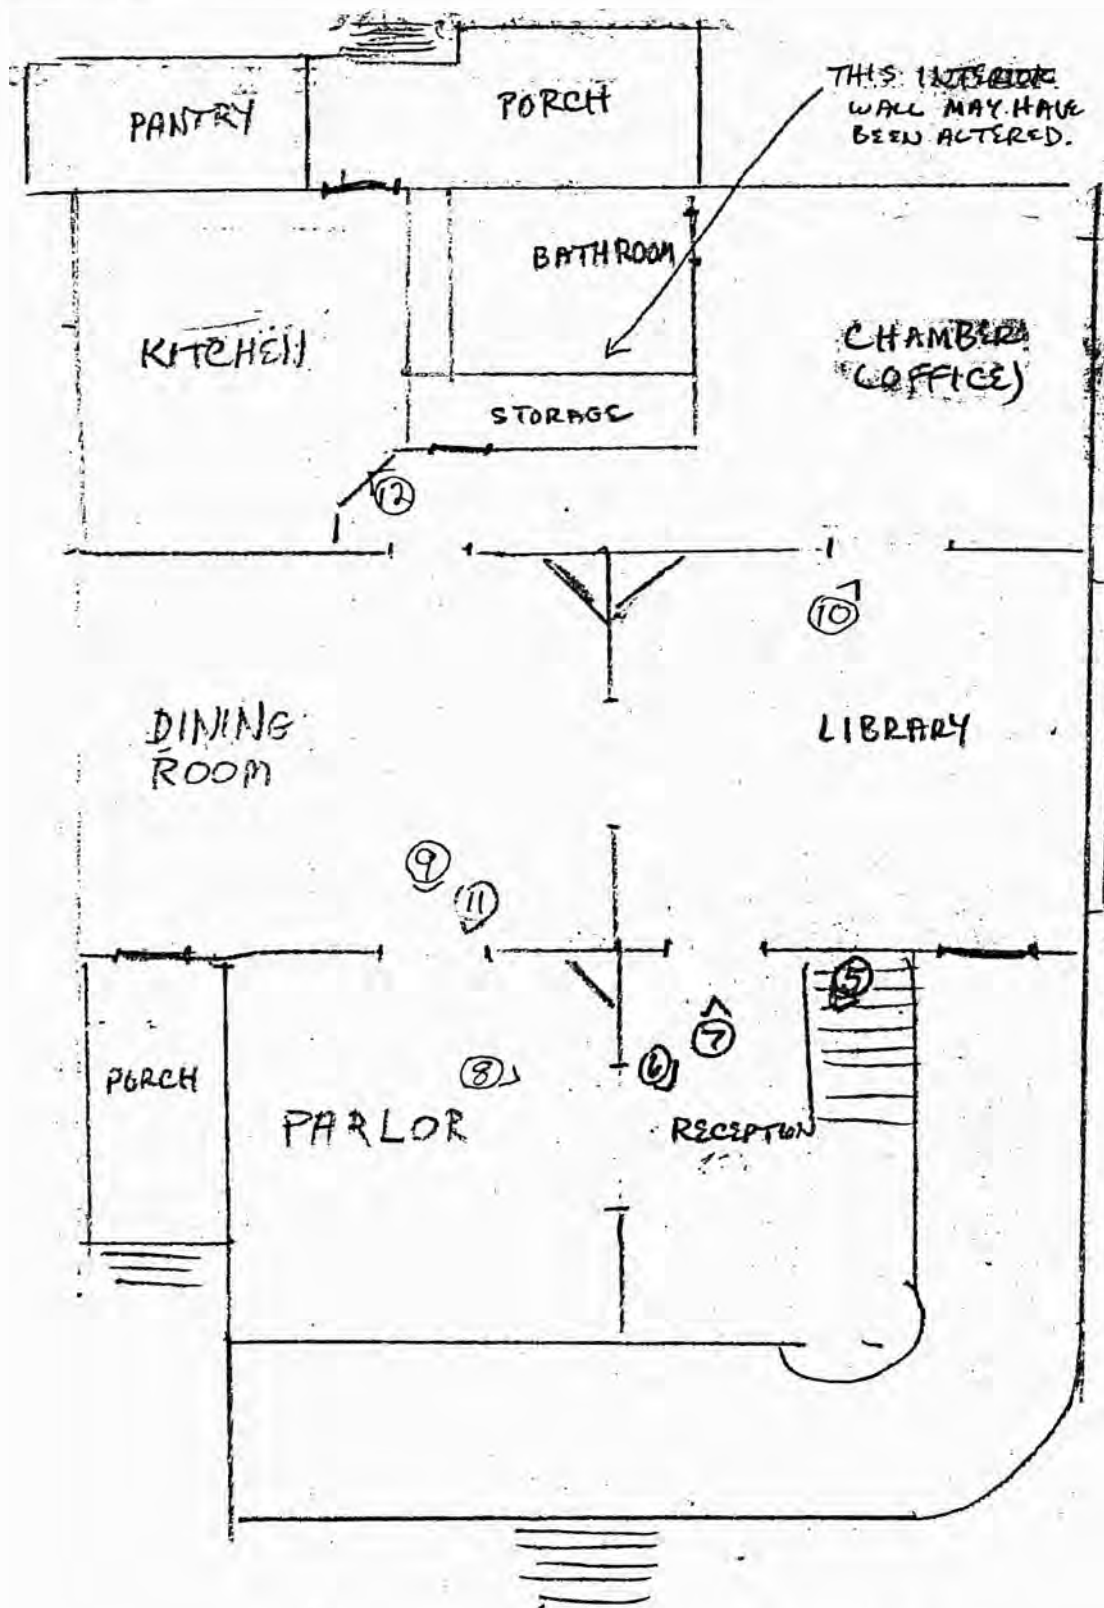 PANTRY
PORCH
THIS INTERIOR
WALL MAY HAVE
BEEN ALTERED.
BATHROOM
KITCHEN
CHAMBER
(OFFICE)
STORAGE
12
10
DINING
ROOM
LIBRARY
9
11
5
7
8
6
PORCH
PARLOR
RECEPTION